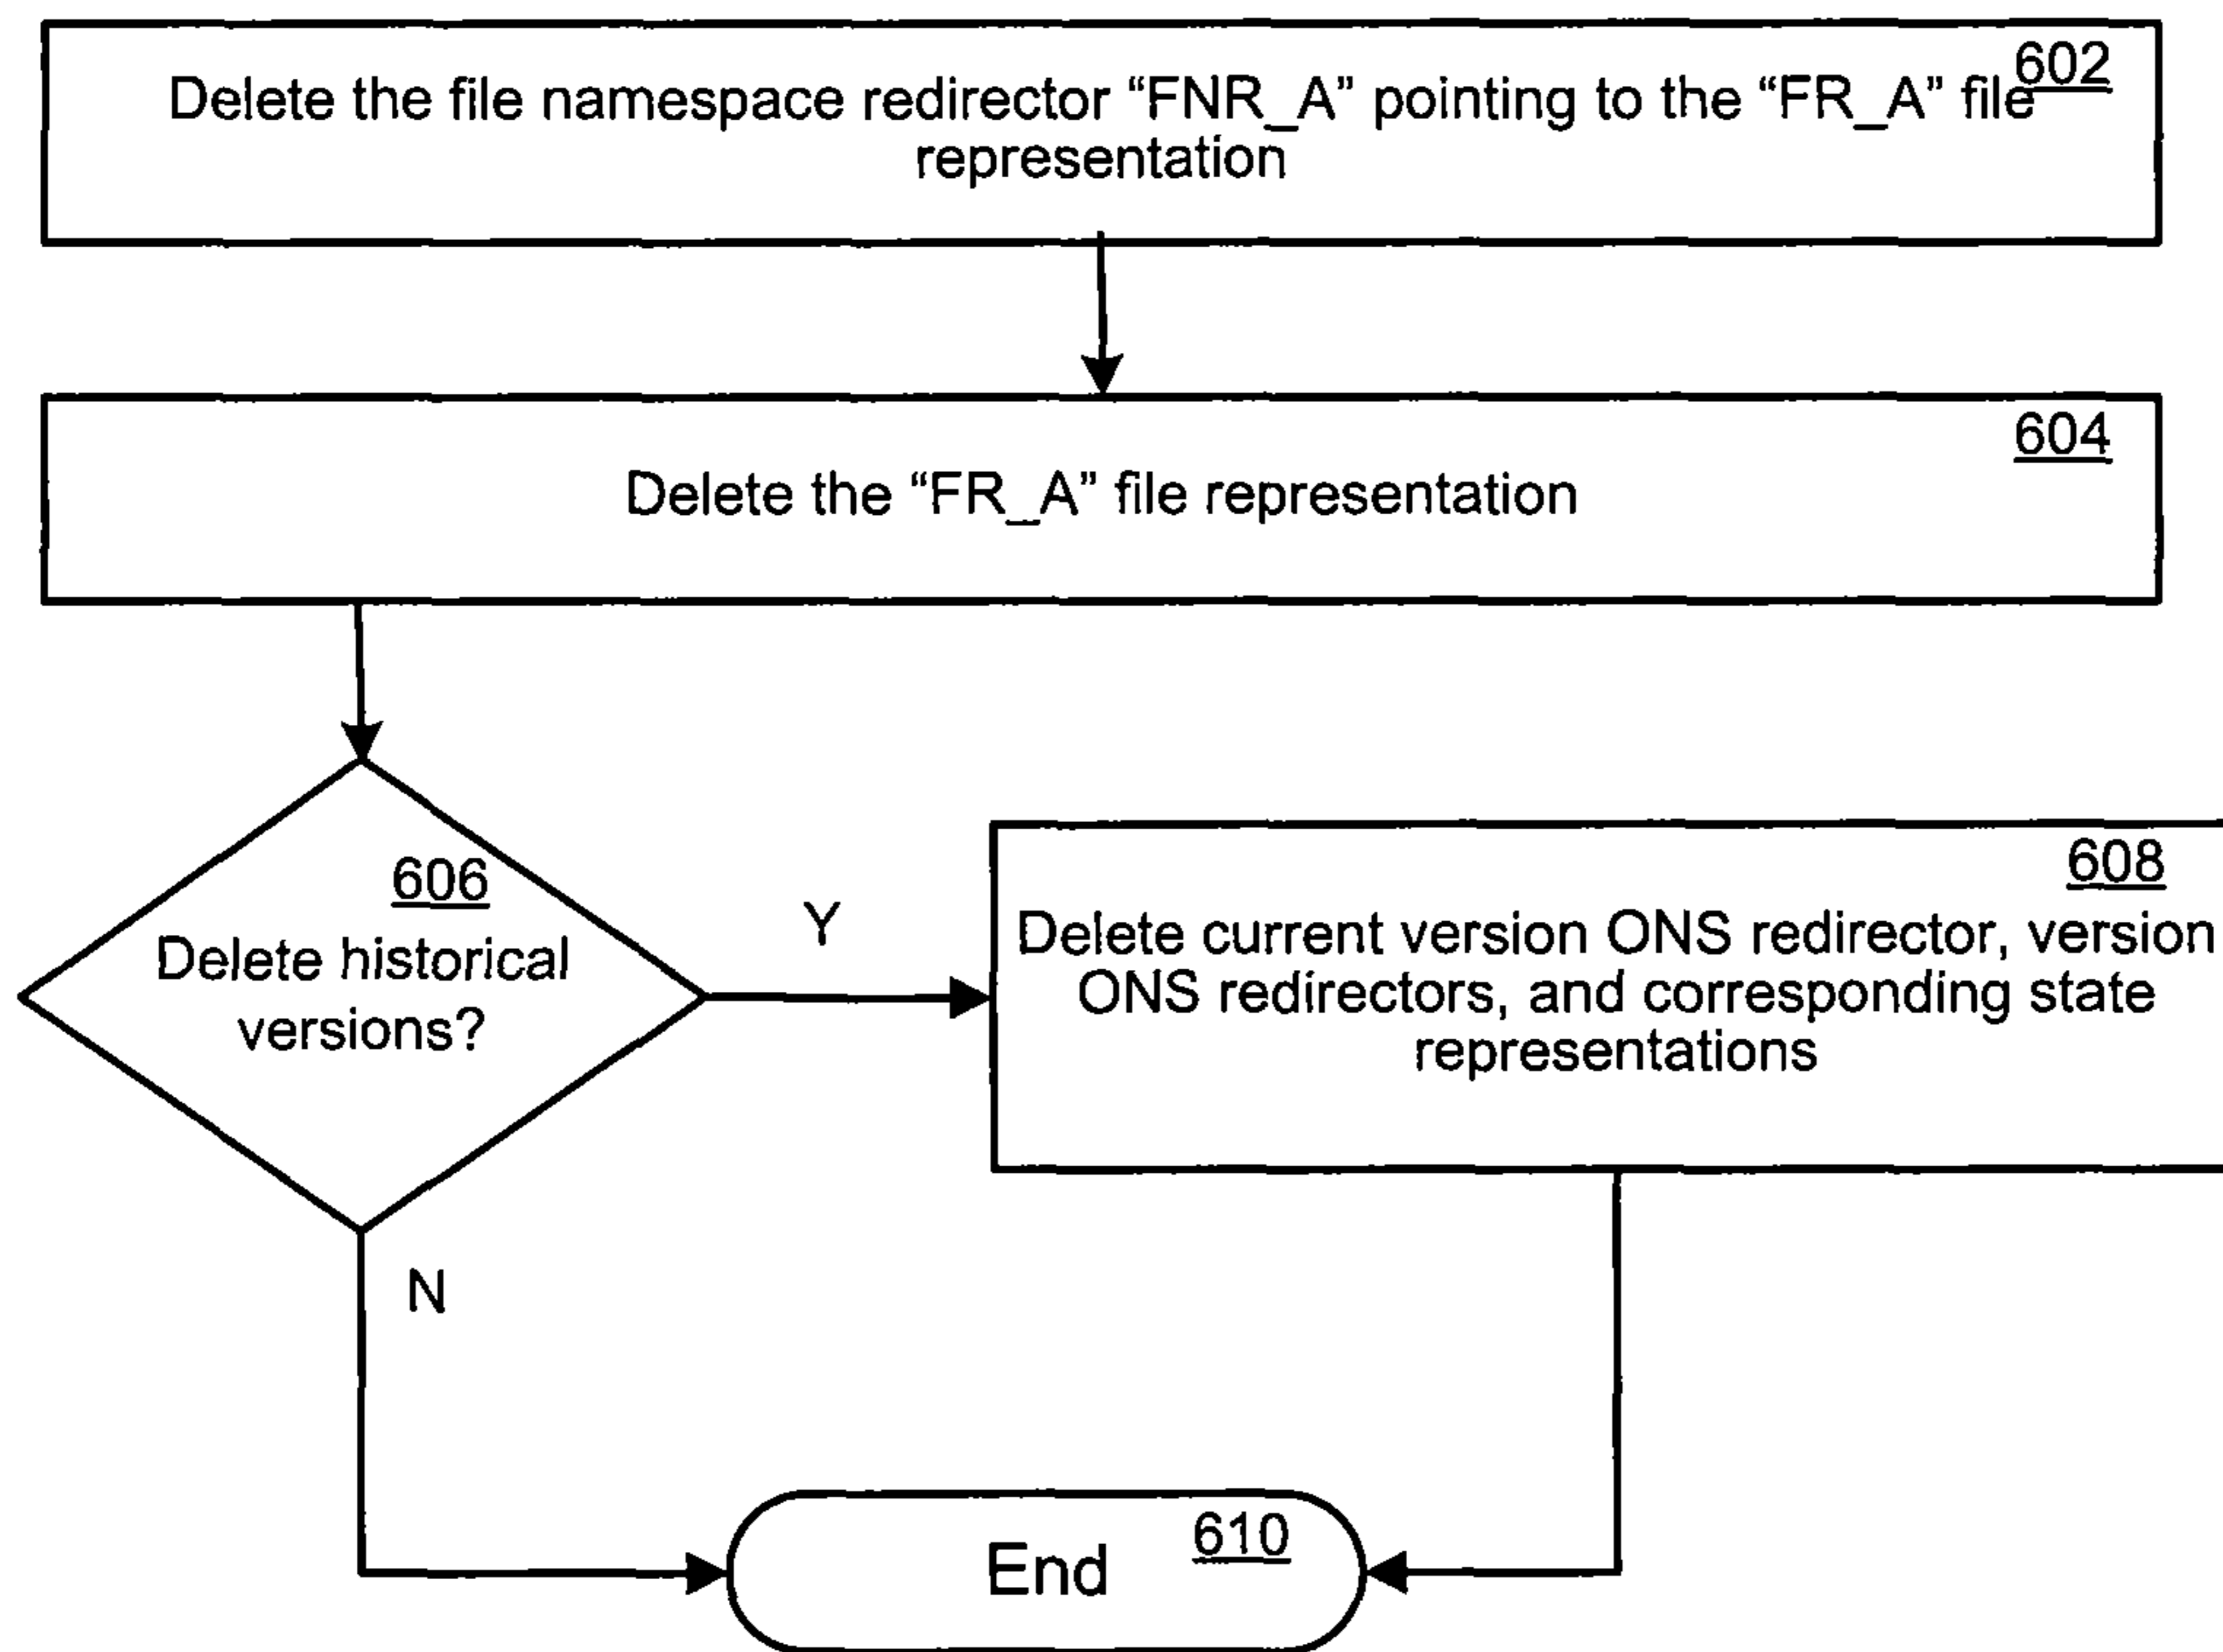 602
Delete the file namespace redirector “FNR_A” pointing to the “FR_A” file
representation
604
Delete the “FR_A” file representation
606
Delete historical
versions?
Y
608
Delete current version ONS redirector, version
ONS redirectors, and corresponding state
representations
N
End 610